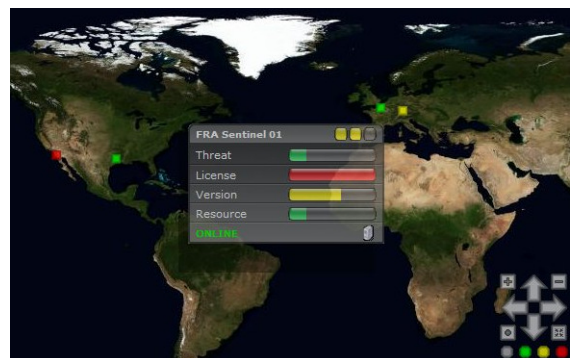 FRA Sentinel 01
Threat
License
Version
Resource
ONLINE